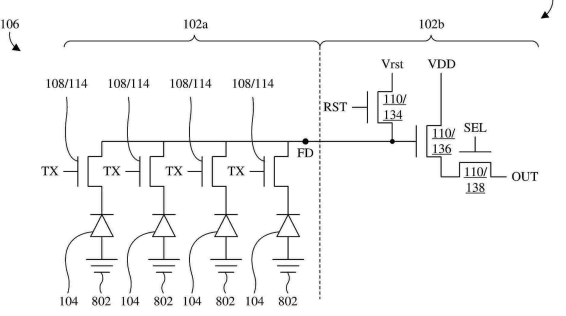 106
102a
102b
108/114 108/114 108/114 108/114
Vrst
VDD
RST
110/
134
110/
136
SEL
FD
TX
TX
TX
TX
110/
138
OUT
104 802 104 802 104 802 104 802